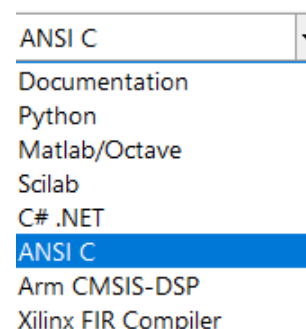 ANSI C
Documentation
Python
Matlab/Octave
Scilab
C# .NET
ANSI C
Arm CMSIS-DSP
Xilinx FIR Compiler